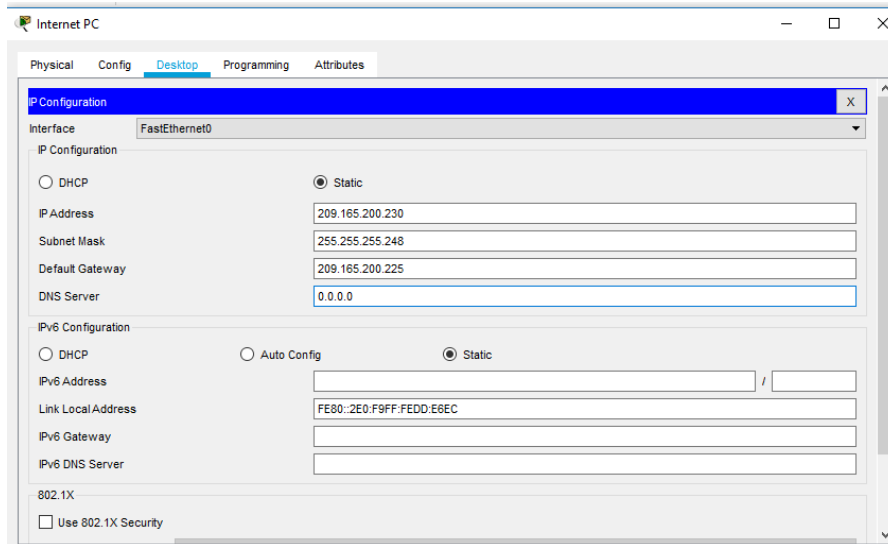 Internet PC
Physical Config Desktop Programming Attributes
IP Configuration X
Interface FastEthernet0
IP Configuration
DHCP Static
IP Address 209.165.200.230
Subnet Mask 255.255.255.248
Default Gateway 209.165.200.225
DNS Server 0.0.0.0
IPv6 Configuration
DHCP Auto Config Static
IPv6 Address /
Link Local Address FE80::2E0:F9FF:FEDD:E6EC
IPv6 Gateway
IPv6 DNS Server
802.1X
Use 802.1X Security